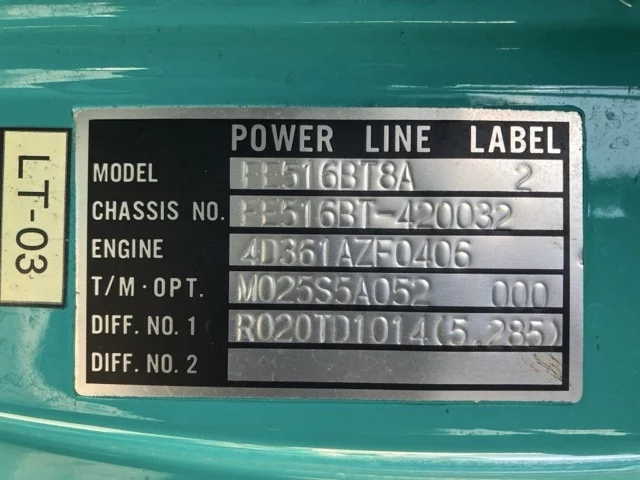 POWER LINE LABEL
MODEL FE516BT8A 2
CHASSIS NO. FE516BT-420032
ENGINE 4D361AZF0406
T/M·OPT. M025S5A052 000
DIFF. NO. 1 R020TD1014(5.285)
DIFF. NO. 2
LT-03